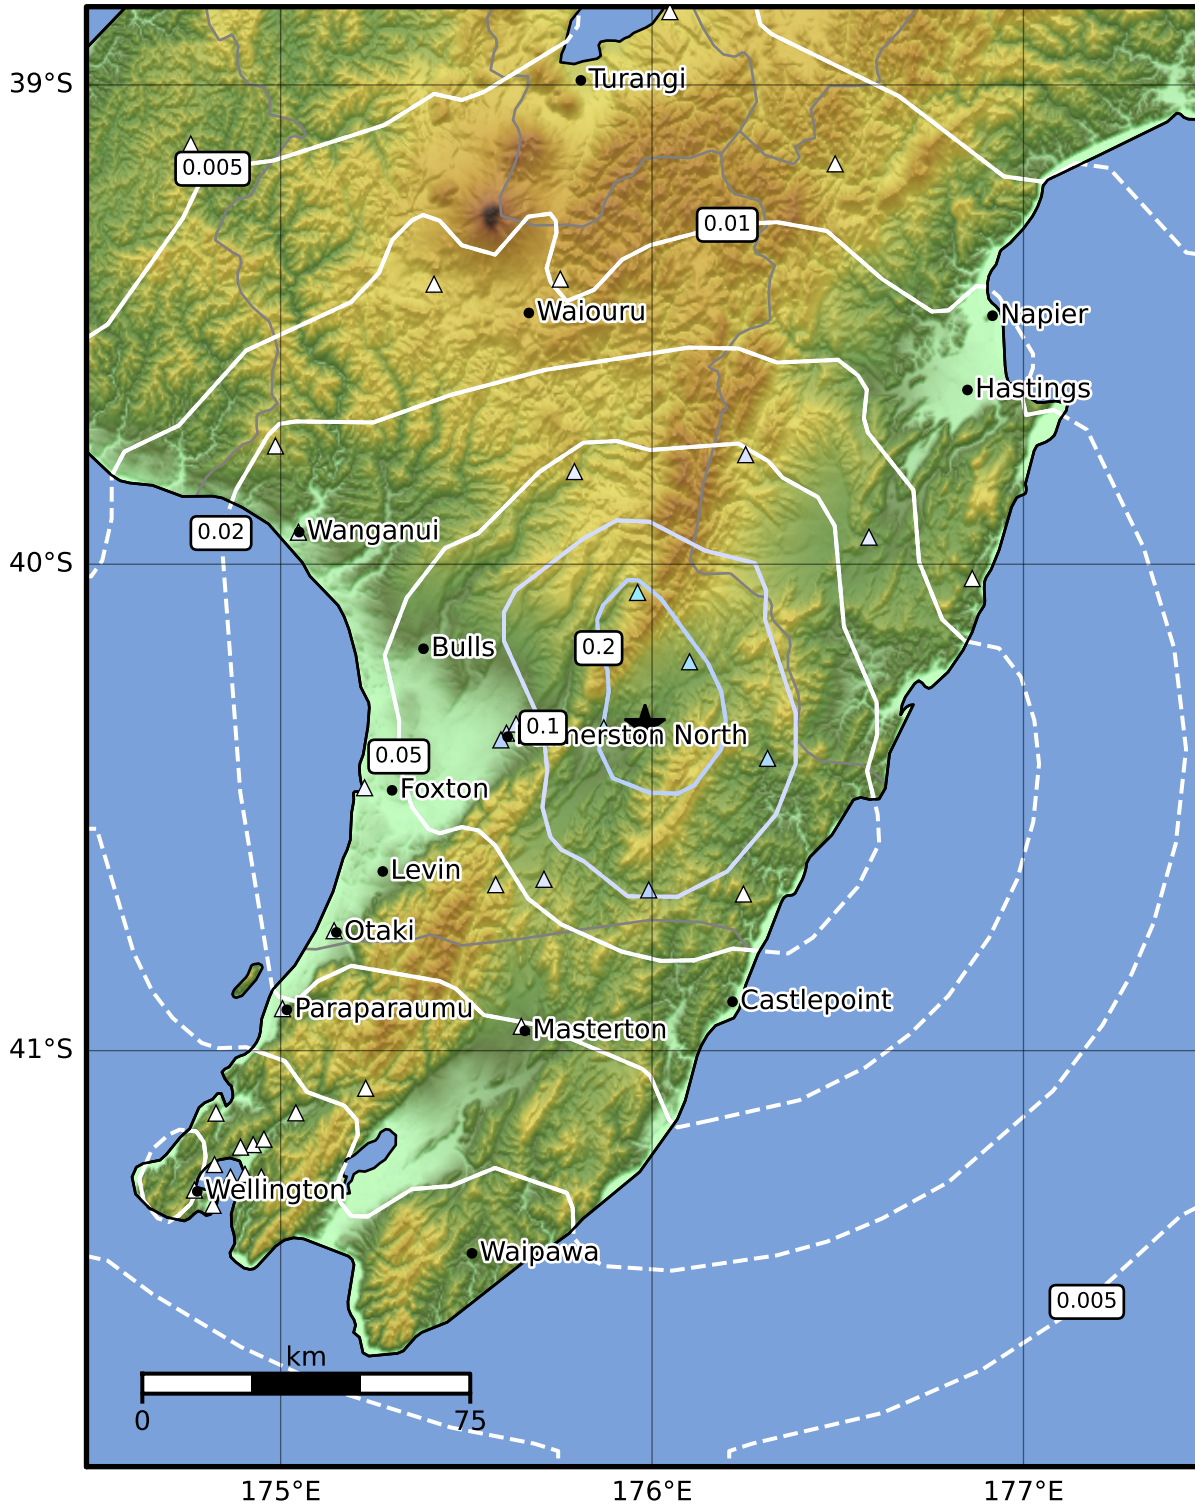 39°S
Turangi
0.005
0.01
Waiouru
Napier
Hastings
0.02
Wanganui
40°S
Bulls
0.2
0.1
merston North
0.05
Foxton
Levin
Otaki
Castlepoint
Paraparaumu
Masterton
41°S
Wellington
Waipawa
0.005
km
0
75
175°E
176°E
177°E